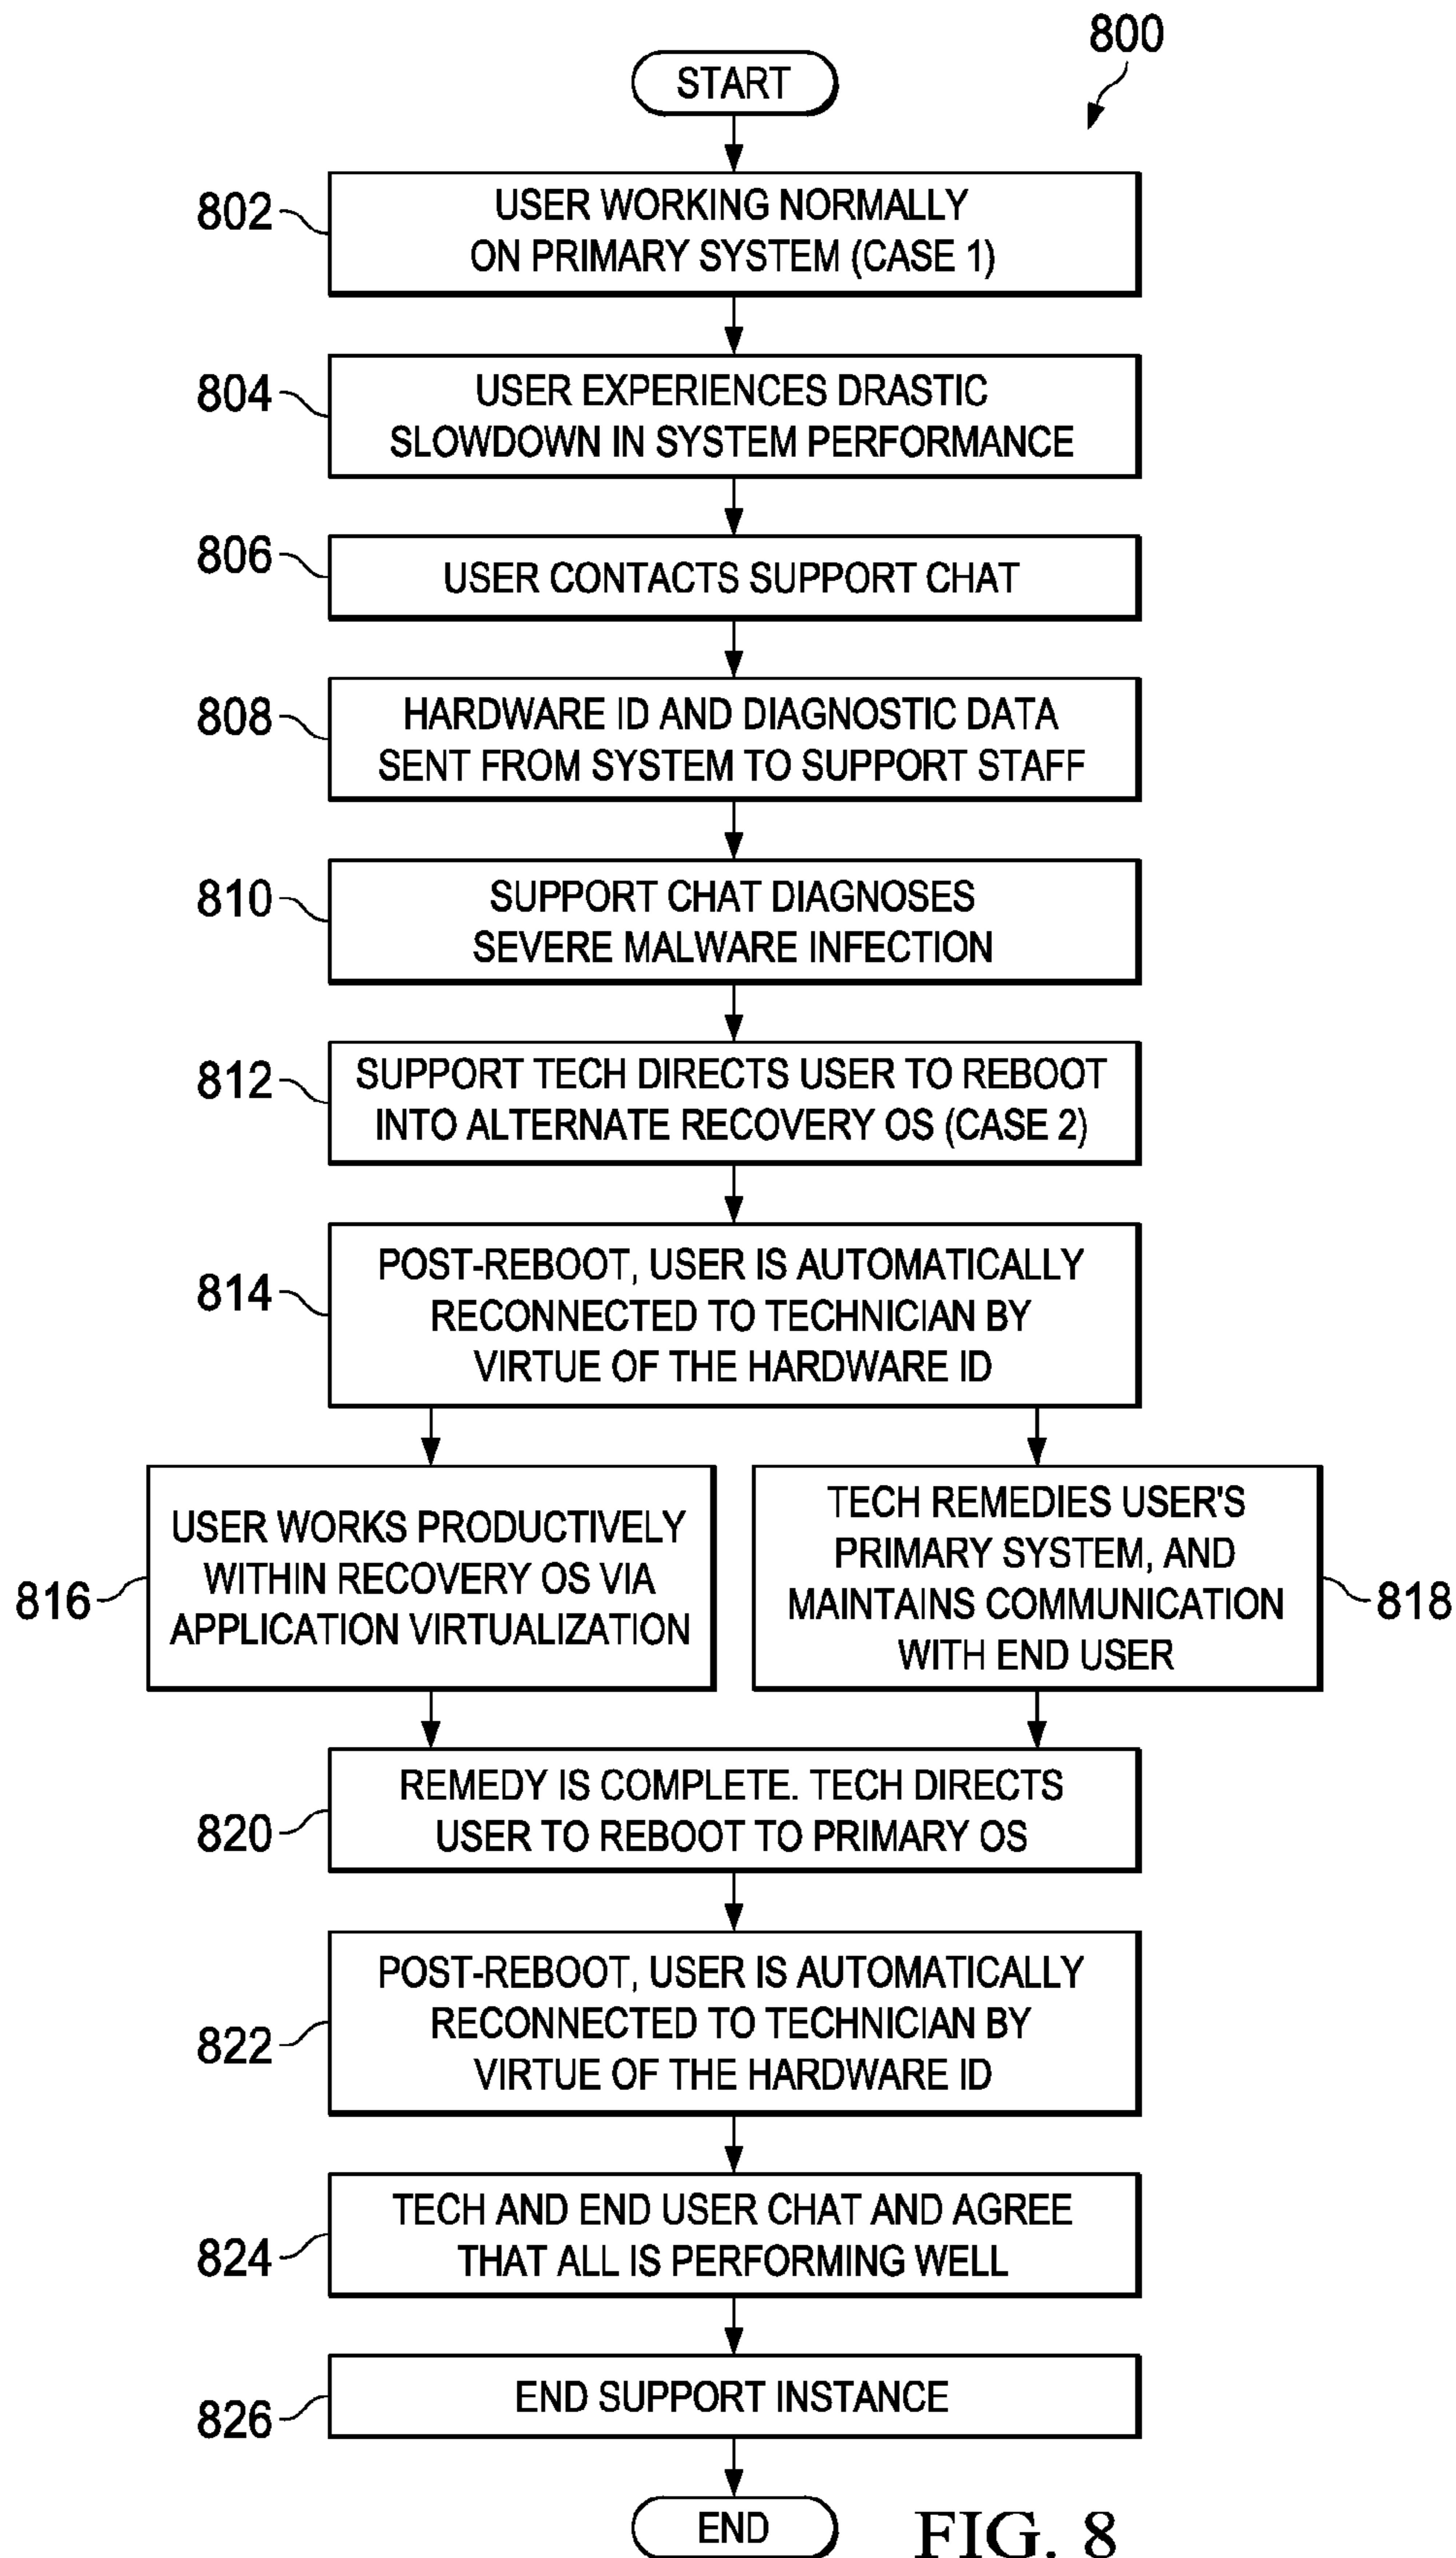 800
START
802
USER WORKING NORMALLY
ON PRIMARY SYSTEM (CASE 1)
804
USER EXPERIENCES DRASTIC
SLOWDOWN IN SYSTEM PERFORMANCE
806
USER CONTACTS SUPPORT CHAT
808
HARDWARE ID AND DIAGNOSTIC DATA
SENT FROM SYSTEM TO SUPPORT STAFF
810
SUPPORT CHAT DIAGNOSES
SEVERE MALWARE INFECTION
812
SUPPORT TECH DIRECTS USER TO REBOOT
INTO ALTERNATE RECOVERY OS (CASE 2)
814
POST-REBOOT, USER IS AUTOMATICALLY
RECONNECTED TO TECHNICIAN BY
VIRTUE OF THE HARDWARE ID
816
USER WORKS PRODUCTIVELY
WITHIN RECOVERY OS VIA
APPLICATION VIRTUALIZATION
TECH REMEDIES USER'S
PRIMARY SYSTEM, AND
MAINTAINS COMMUNICATION
WITH END USER
818
820
REMEDY IS COMPLETE. TECH DIRECTS
USER TO REBOOT TO PRIMARY OS
822
POST-REBOOT, USER IS AUTOMATICALLY
RECONNECTED TO TECHNICIAN BY
VIRTUE OF THE HARDWARE ID
824
TECH AND END USER CHAT AND AGREE
THAT ALL IS PERFORMING WELL
826
END SUPPORT INSTANCE
END
FIG. 8